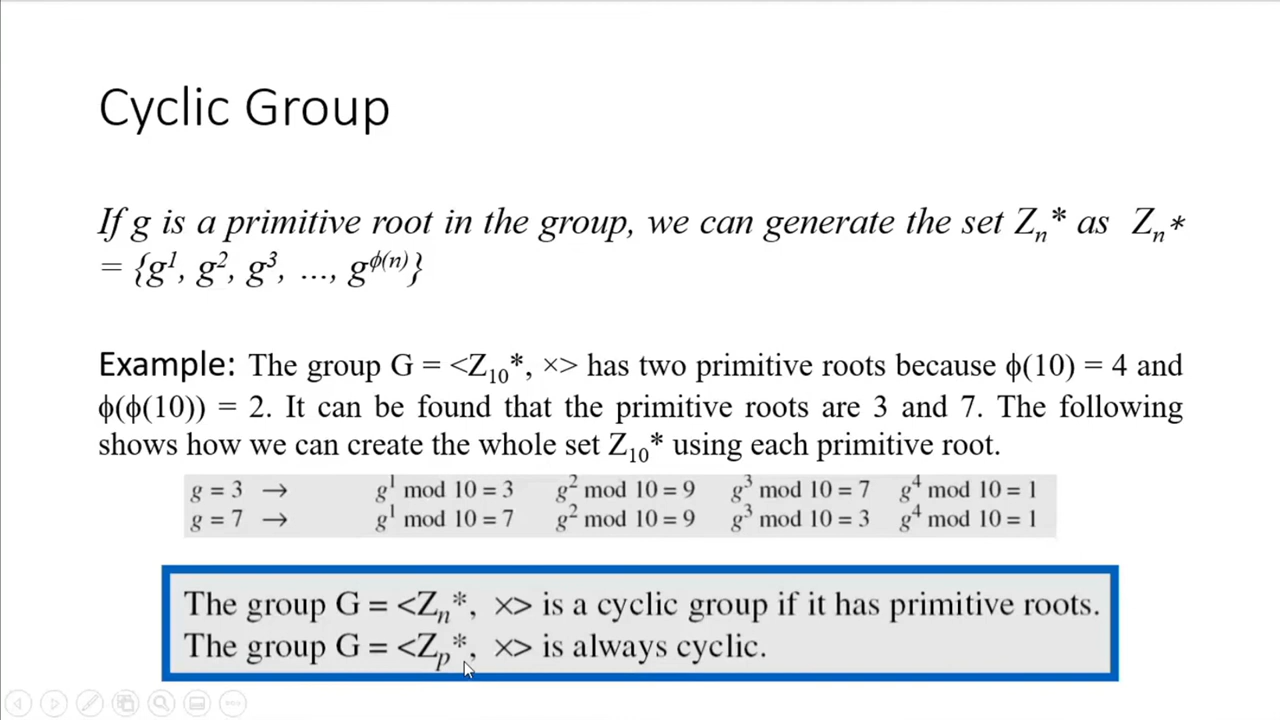 Cyclic Group
If g is a primitive root in the group, we can generate the set Zₙ* as Zₙ*
= {g¹, g², g³, ..., g^ϕ(n)}
Example: The group G = <Z₁₀*, ×> has two primitive roots because ϕ(10) = 4 and
ϕ(ϕ(10)) = 2. It can be found that the primitive roots are 3 and 7. The following
shows how we can create the whole set Z₁₀* using each primitive root.
g = 3 → g¹ mod 10 = 3 g² mod 10 = 9 g³ mod 10 = 7 g⁴ mod 10 = 1
g = 7 → g¹ mod 10 = 7 g² mod 10 = 9 g³ mod 10 = 3 g⁴ mod 10 = 1
The group G = <Zₙ*, ×> is a cyclic group if it has primitive roots.
The group G = <Zₚ*, ×> is always cyclic.